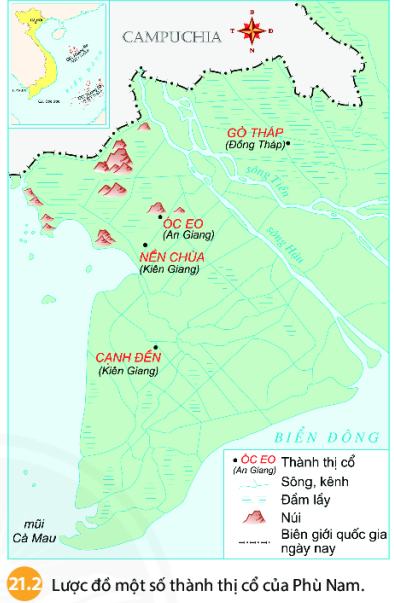 CAMPUCHIA
B
T
Đ
N
GÒ THÁP
(Đồng Tháp)
sông Tiền
sông Hậu
ÓC EO
(An Giang)
NỀN CHÙA
(Kiên Giang)
CẠNH ĐỀN
(Kiên Giang)
BIỂN ĐÔNG
mũi
Cà Mau
ÓC EO
(An Giang)
Thành thị cổ
Sông, kênh
Đầm lầy
Núi
Biên giới quốc gia
ngày nay
21.2 Lược đồ một số thành thị cổ của Phù Nam.